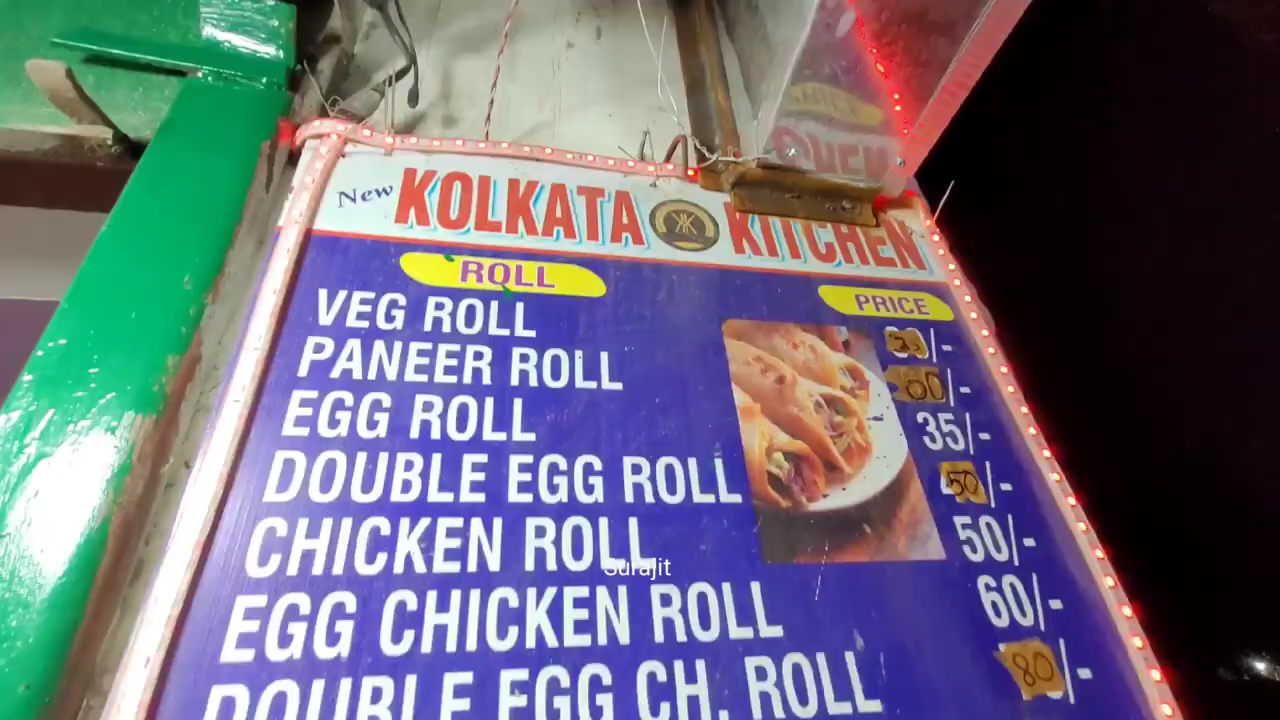 New KOLKATA KITCHEN
ROLL PRICE
VEG ROLL /-
PANEER ROLL 60/-
EGG ROLL 35/-
DOUBLE EGG ROLL 50/-
CHICKEN ROLL 50/-
Surajit
EGG CHICKEN ROLL 60/-
DOUBLE EGG CH. ROLL 80/-